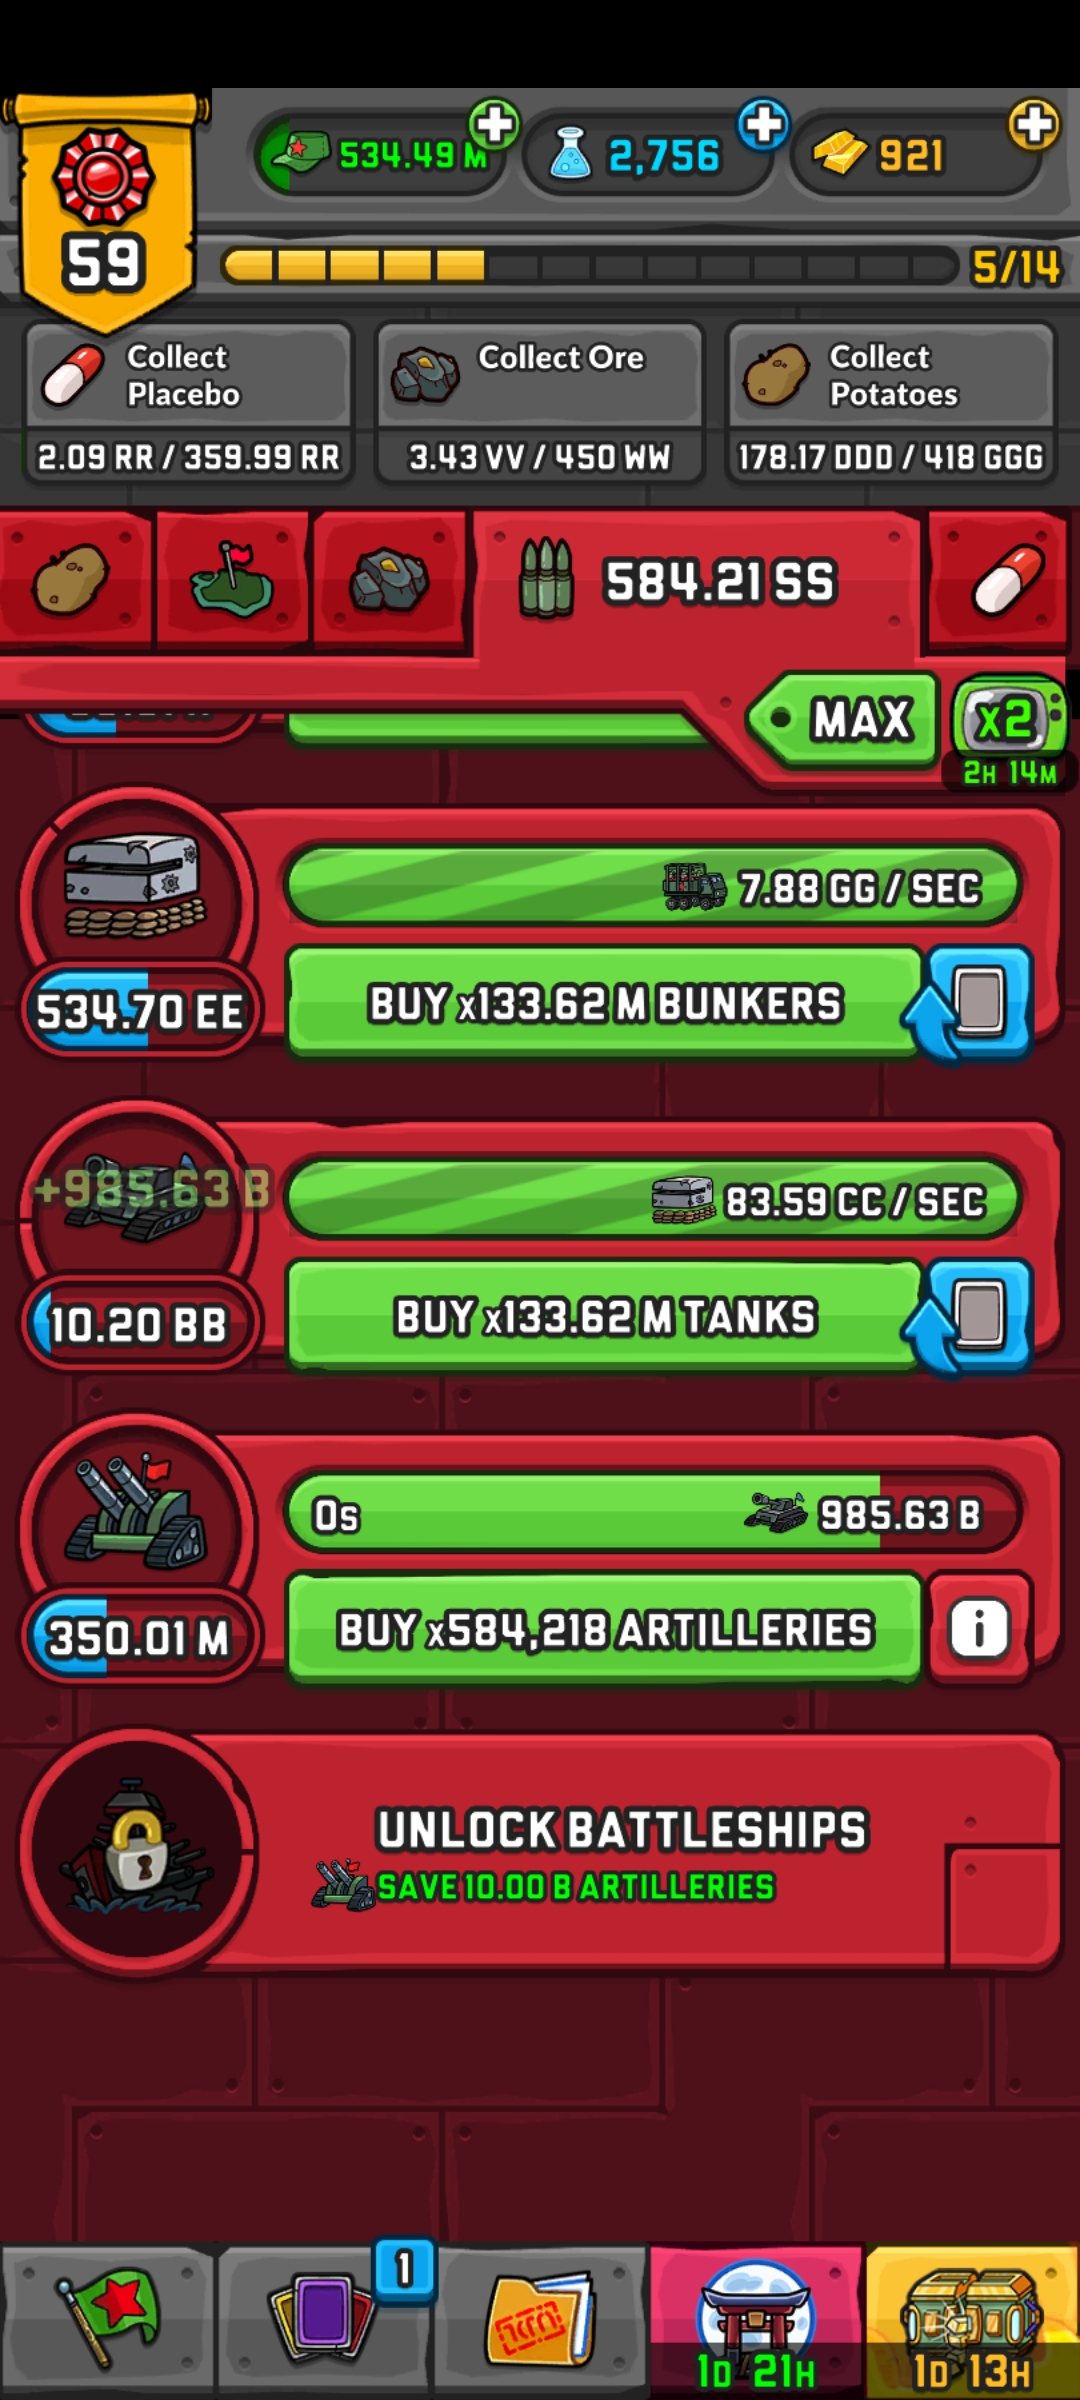 534.49 M
2,756
921
59
5/14
Collect
Placebo
2.09 RR / 359.99 RR
Collect Ore
3.43 VV / 450 WW
Collect
Potatoes
178.17 DDD / 418 GGG
584.21 SS
MAX
x2
2H 14M
7.88 GG / SEC
534.70 EE
BUY x133.62 M BUNKERS
+985.63 B
83.59 CC / SEC
10.20 BB
BUY x133.62 M TANKS
0s
985.63 B
350.01 M
BUY x584,218 ARTILLERIES
i
UNLOCK BATTLESHIPS
SAVE 10.00 B ARTILLERIES
1
1D 21H
1D 13H